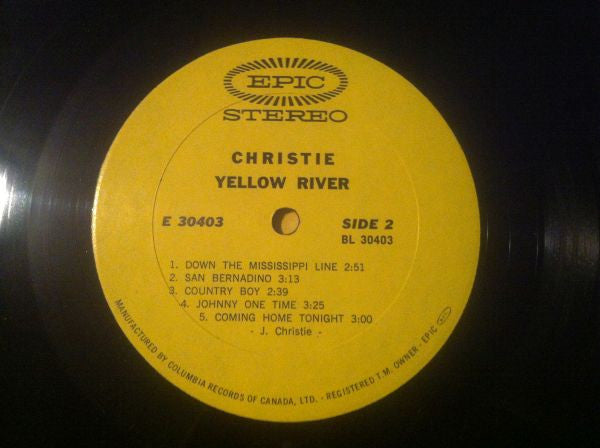 EPIC
STEREO
CHRISTIE
YELLOW RIVER
E 30403
SIDE 2
BL 30403
1. DOWN THE MISSISSIPPI LINE 2:51
2. SAN BERNADINO 3:13
3. COUNTRY BOY 2:39
4. JOHNNY ONE TIME 3:25
5. COMING HOME TONIGHT 3:00
- J. Christie -
MANUFACTURED BY COLUMBIA RECORDS OF CANADA, LTD. - REGISTERED T.M. OWNER - EPIC EPIC